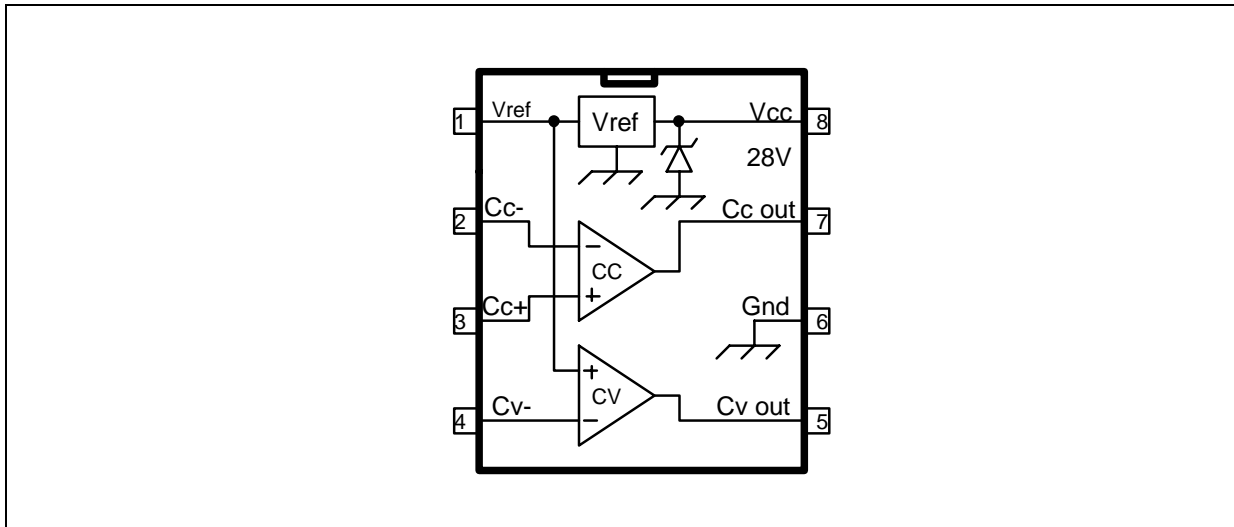 Vref
Vref
Vcc
1
8
28V
Cc-
Cc out
2
7
−
CC
Cc+
+
Gnd
3
6
+
CV
Cv-
−
Cv out
4
5